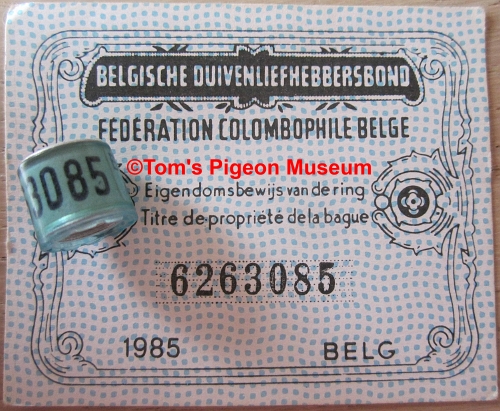 BELGISCHE DUIVENLIEFHEBBERSBOND
FEDERATION COLOMBOPHILE BELGE
©Tom's Pigeon Museum
3085
Eigendomsbewijs van de ring
Titre de propriété de la bague
6263085
1985 BELG